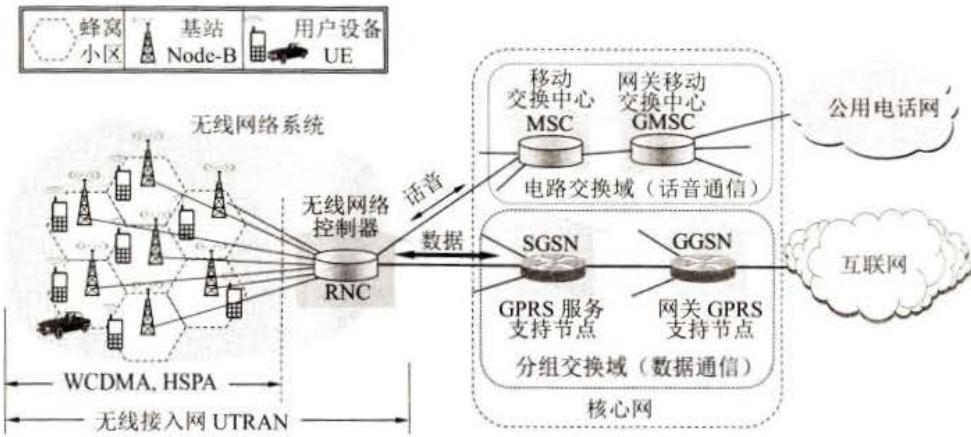 蜂窝
小区
基站
Node-B
用户设备
UE
无线网络系统
无线网络
控制器
RNC
话音
数据
移动
交换中心
MSC
网关移动
交换中心
GMSC
电路交换域（话音通信）
公用电话网
SGSN
GPRS 服务
支持节点
GGSN
网关 GPRS
支持节点
分组交换域（数据通信）
核心网
互联网
WCDMA, HSPA
无线接入网 UTRAN